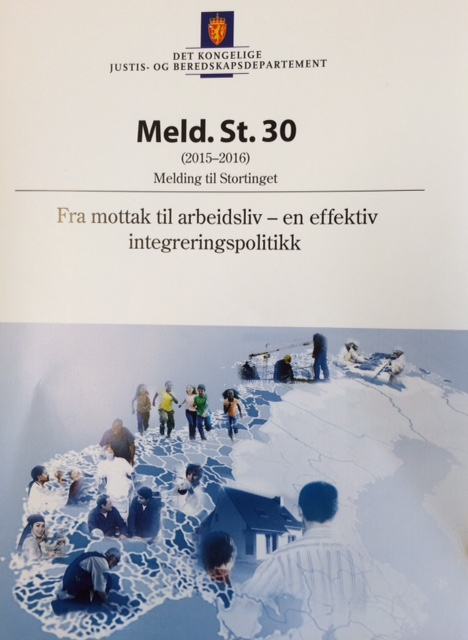 DET KONGELIGE
JUSTIS- OG BEREDSKAPSDEPARTEMENT
Meld. St. 30
(2015–2016)
Melding til Stortinget
Fra mottak til arbeidsliv – en effektiv
integreringspolitikk